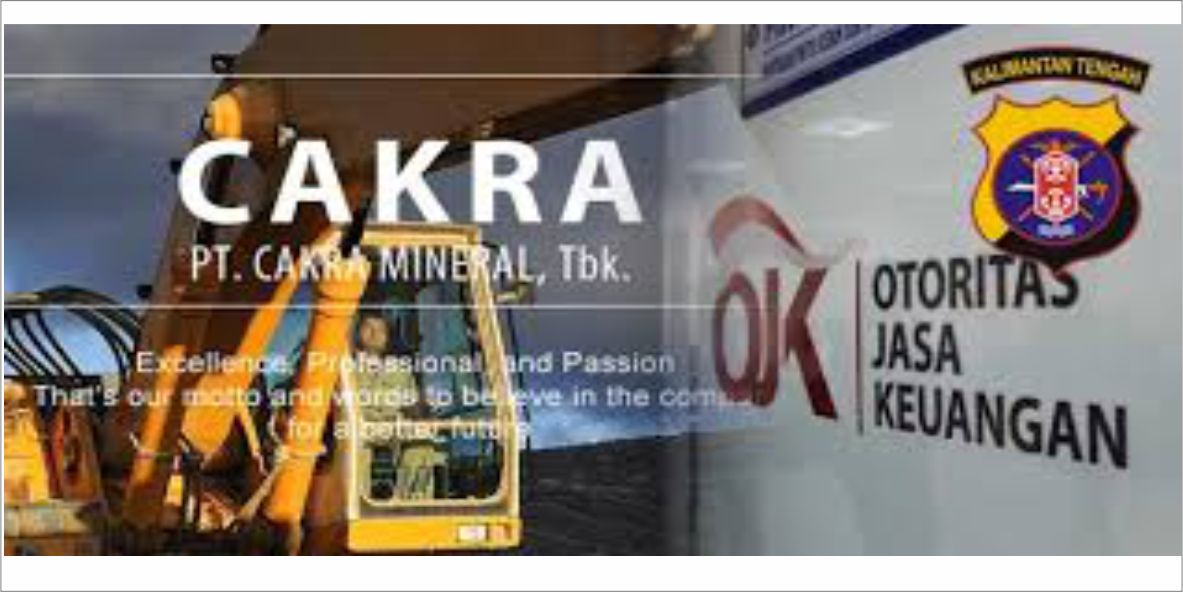 CAKRA
PT. CAKRA MINERAL, Tbk.
Excellence, Professional, and Passion
That's our motto and words to believe in the
for a better future
KALIMANTAN TENGAH
OJK
OTORITAS
JASA
KEUANGAN